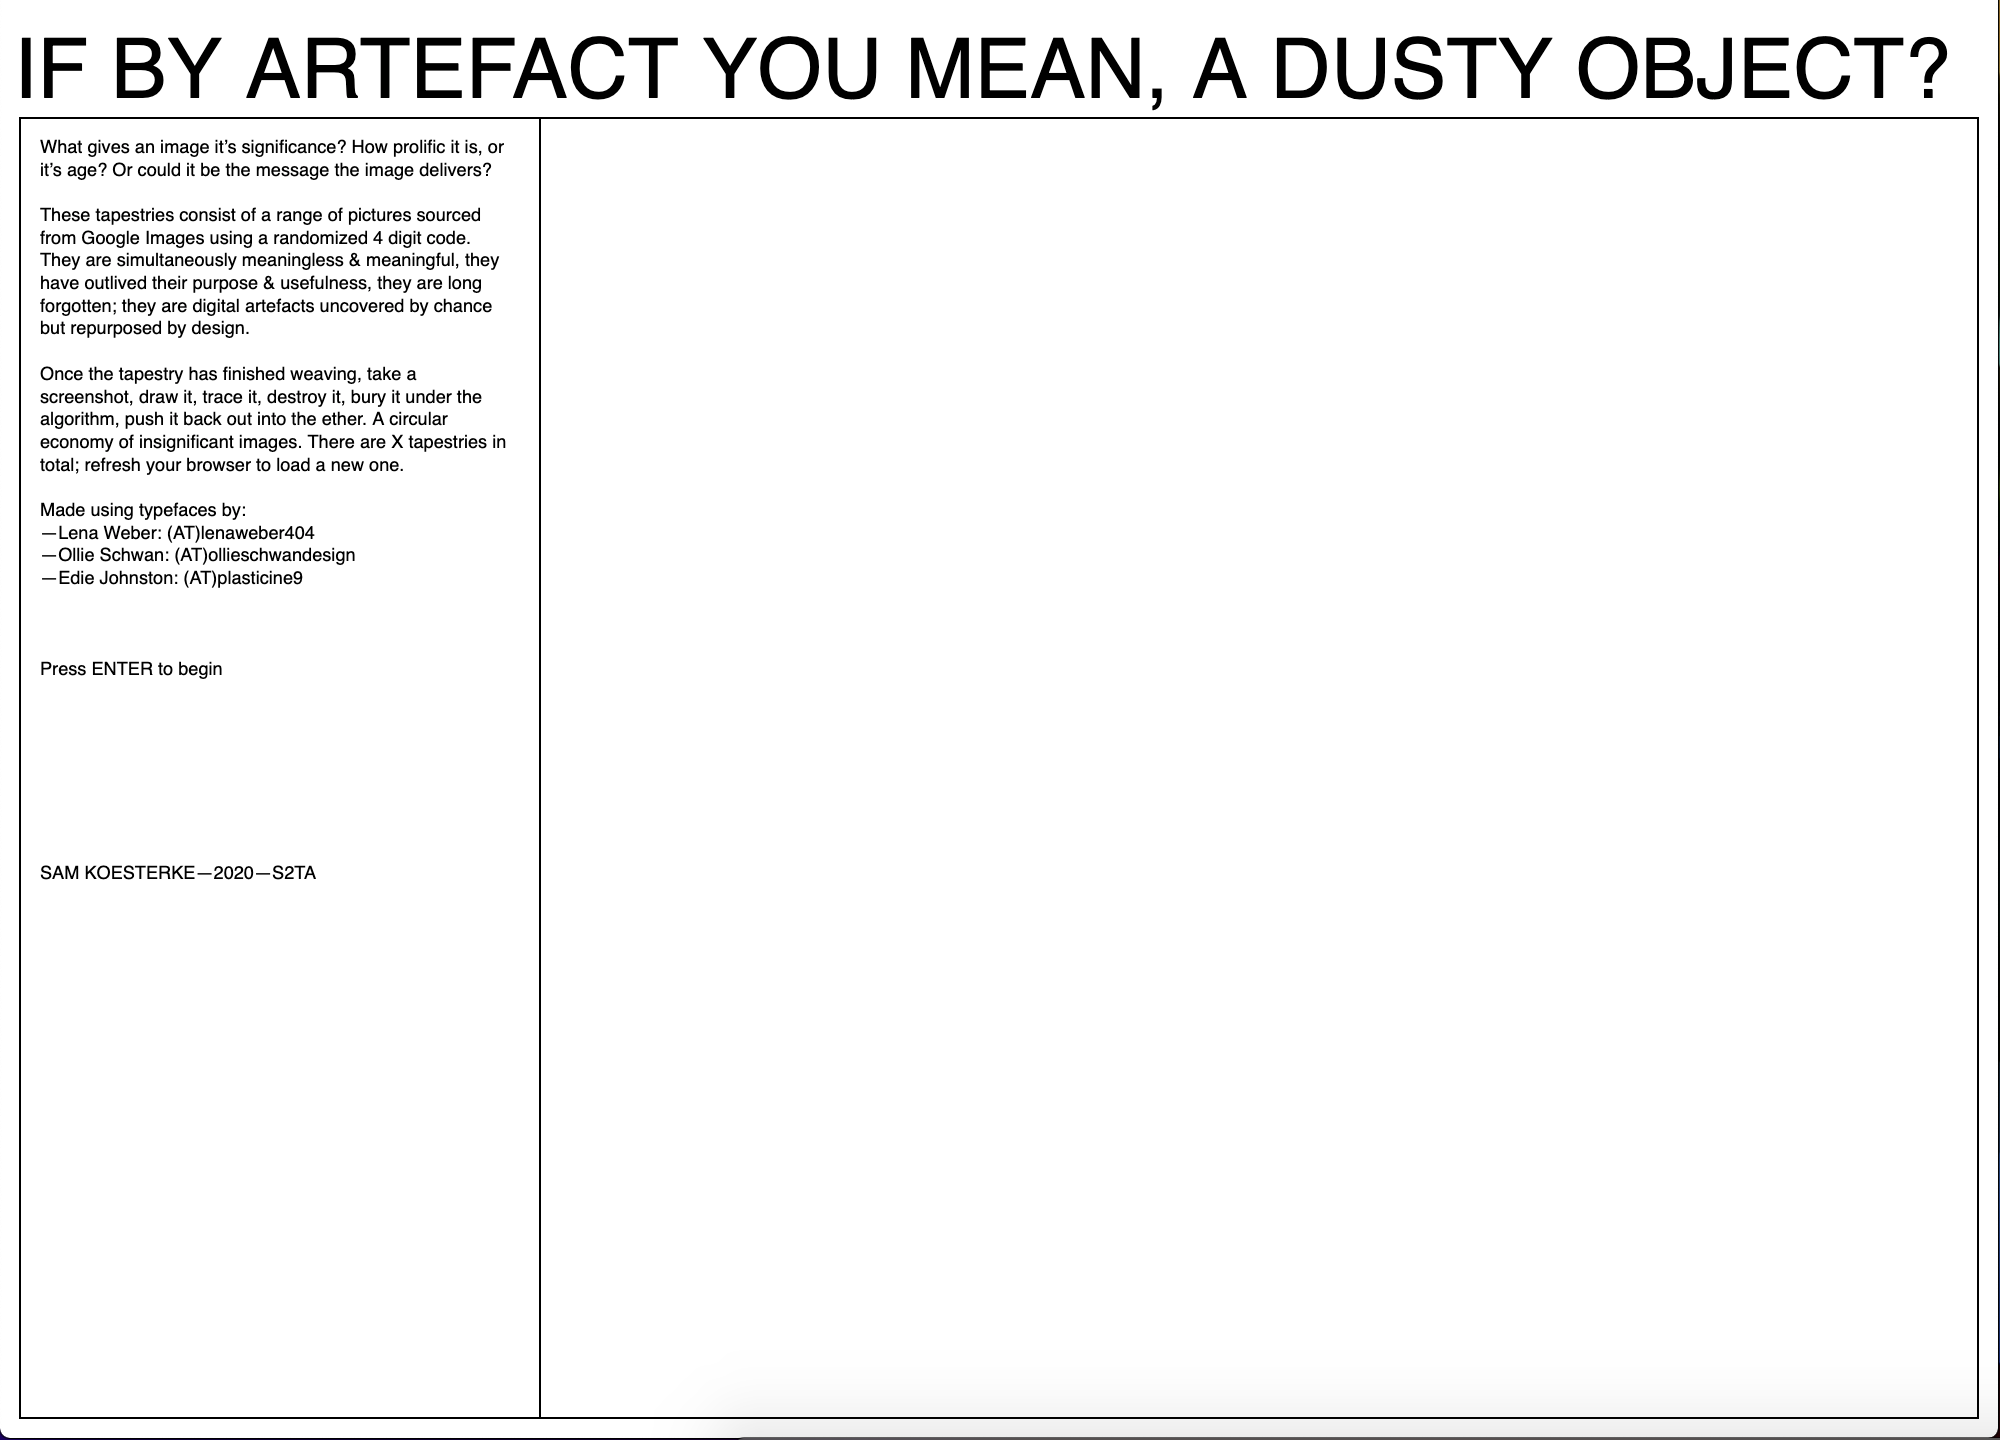 IF BY ARTEFACT YOU MEAN, A DUSTY OBJECT?
What gives an image it’s significance? How prolific it is, or
it’s age? Or could it be the message the image delivers?
These tapestries consist of a range of pictures sourced
from Google Images using a randomized 4 digit code.
They are simultaneously meaningless & meaningful, they
have outlived their purpose & usefulness, they are long
forgotten; they are digital artefacts uncovered by chance
but repurposed by design.
Once the tapestry has finished weaving, take a
screenshot, draw it, trace it, destroy it, bury it under the
algorithm, push it back out into the ether. A circular
economy of insignificant images. There are X tapestries in
total; refresh your browser to load a new one.
Made using typefaces by:
—Lena Weber: (AT)lenaweber404
—Ollie Schwan: (AT)ollieschwandesign
—Edie Johnston: (AT)plasticine9
Press ENTER to begin
SAM KOESTERKE—2020—S2TA